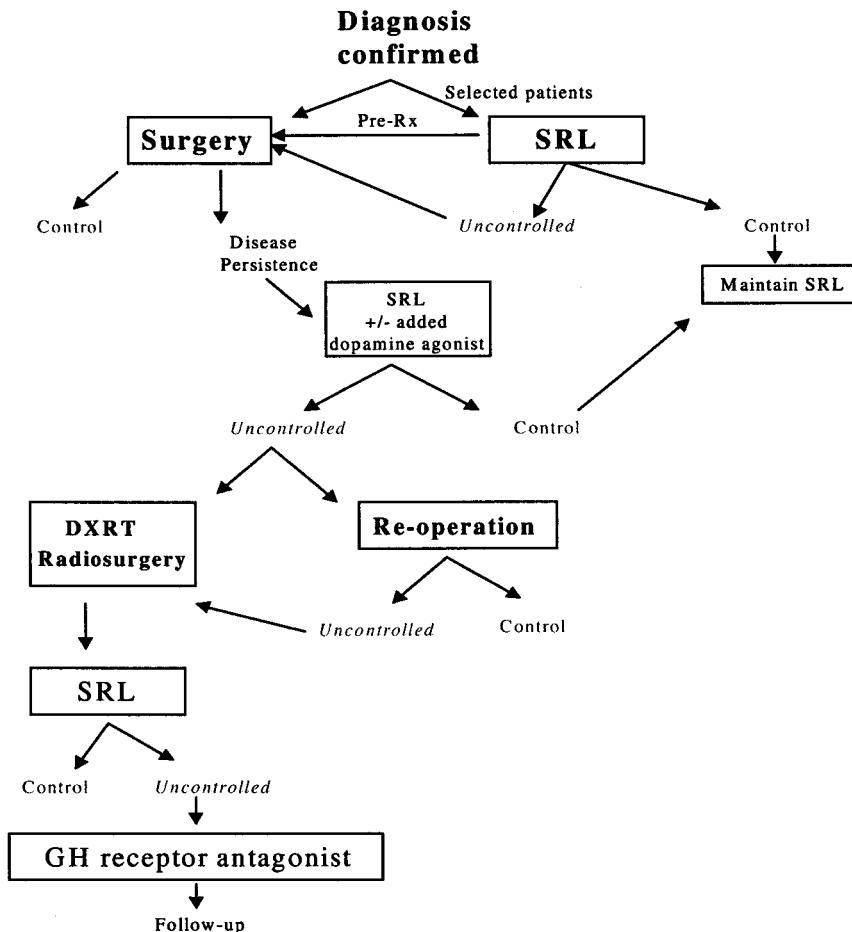 Diagnosis
confirmed
Selected patients
Pre-Rx
Surgery
SRL
Control
Uncontrolled
Control
Disease
Persistence
Maintain SRL
SRL
+/- added
dopamine agonist
Uncontrolled
Control
DXRT
Radiosurgery
Re-operation
Uncontrolled
Control
SRL
Control
Uncontrolled
GH receptor antagonist
Follow-up